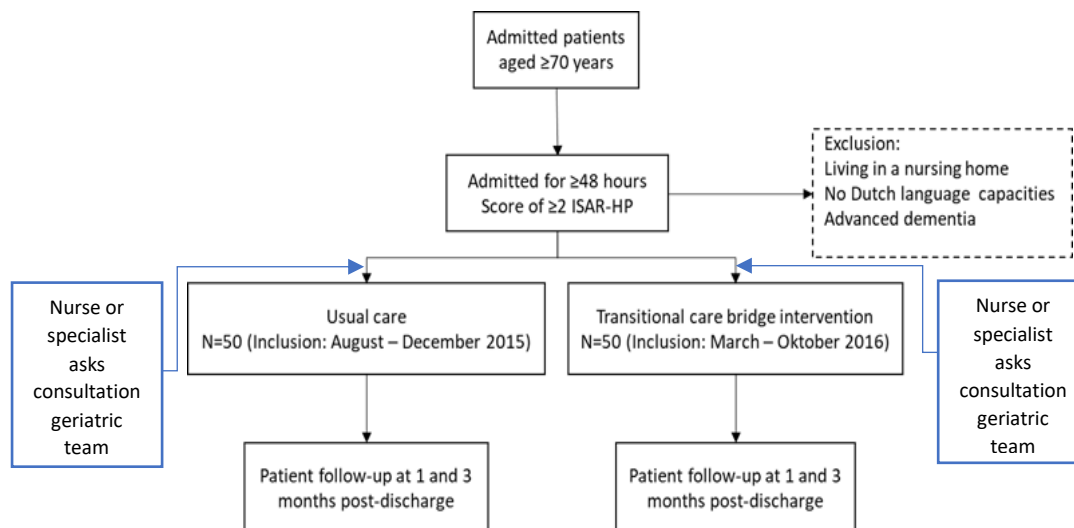 Admitted patients
aged ≥70 years
Exclusion:
Living in a nursing home
No Dutch language capacities
Advanced dementia
Admitted for ≥48 hours
Score of ≥2 ISAR-HP
Nurse or
specialist
asks
consultation
geriatric
team
Usual care
N=50 (Inclusion: August – December 2015)
Transitional care bridge intervention
N=50 (Inclusion: March – Oktober 2016)
Nurse or
specialist
asks
consultation
geriatric
team
Patient follow-up at 1 and 3
months post-discharge
Patient follow-up at 1 and 3
months post-discharge